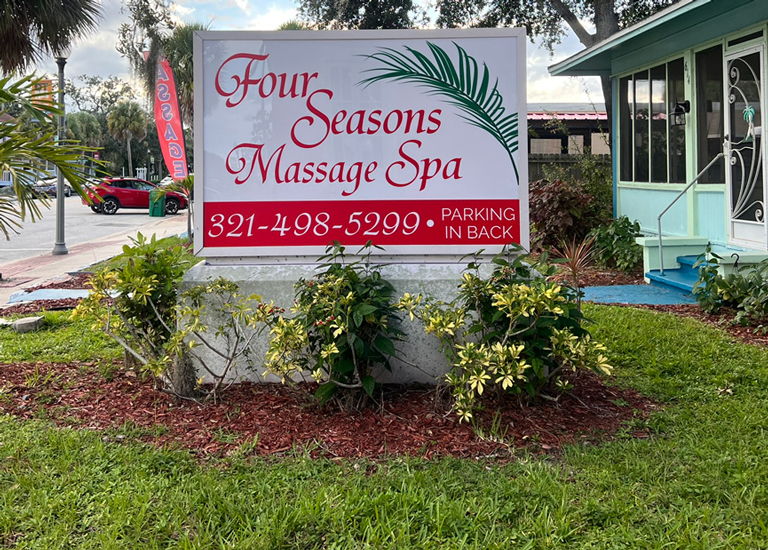 Four
Seasons
Massage Spa
321-498-5299 • PARKING
IN BACK
MASSAGE